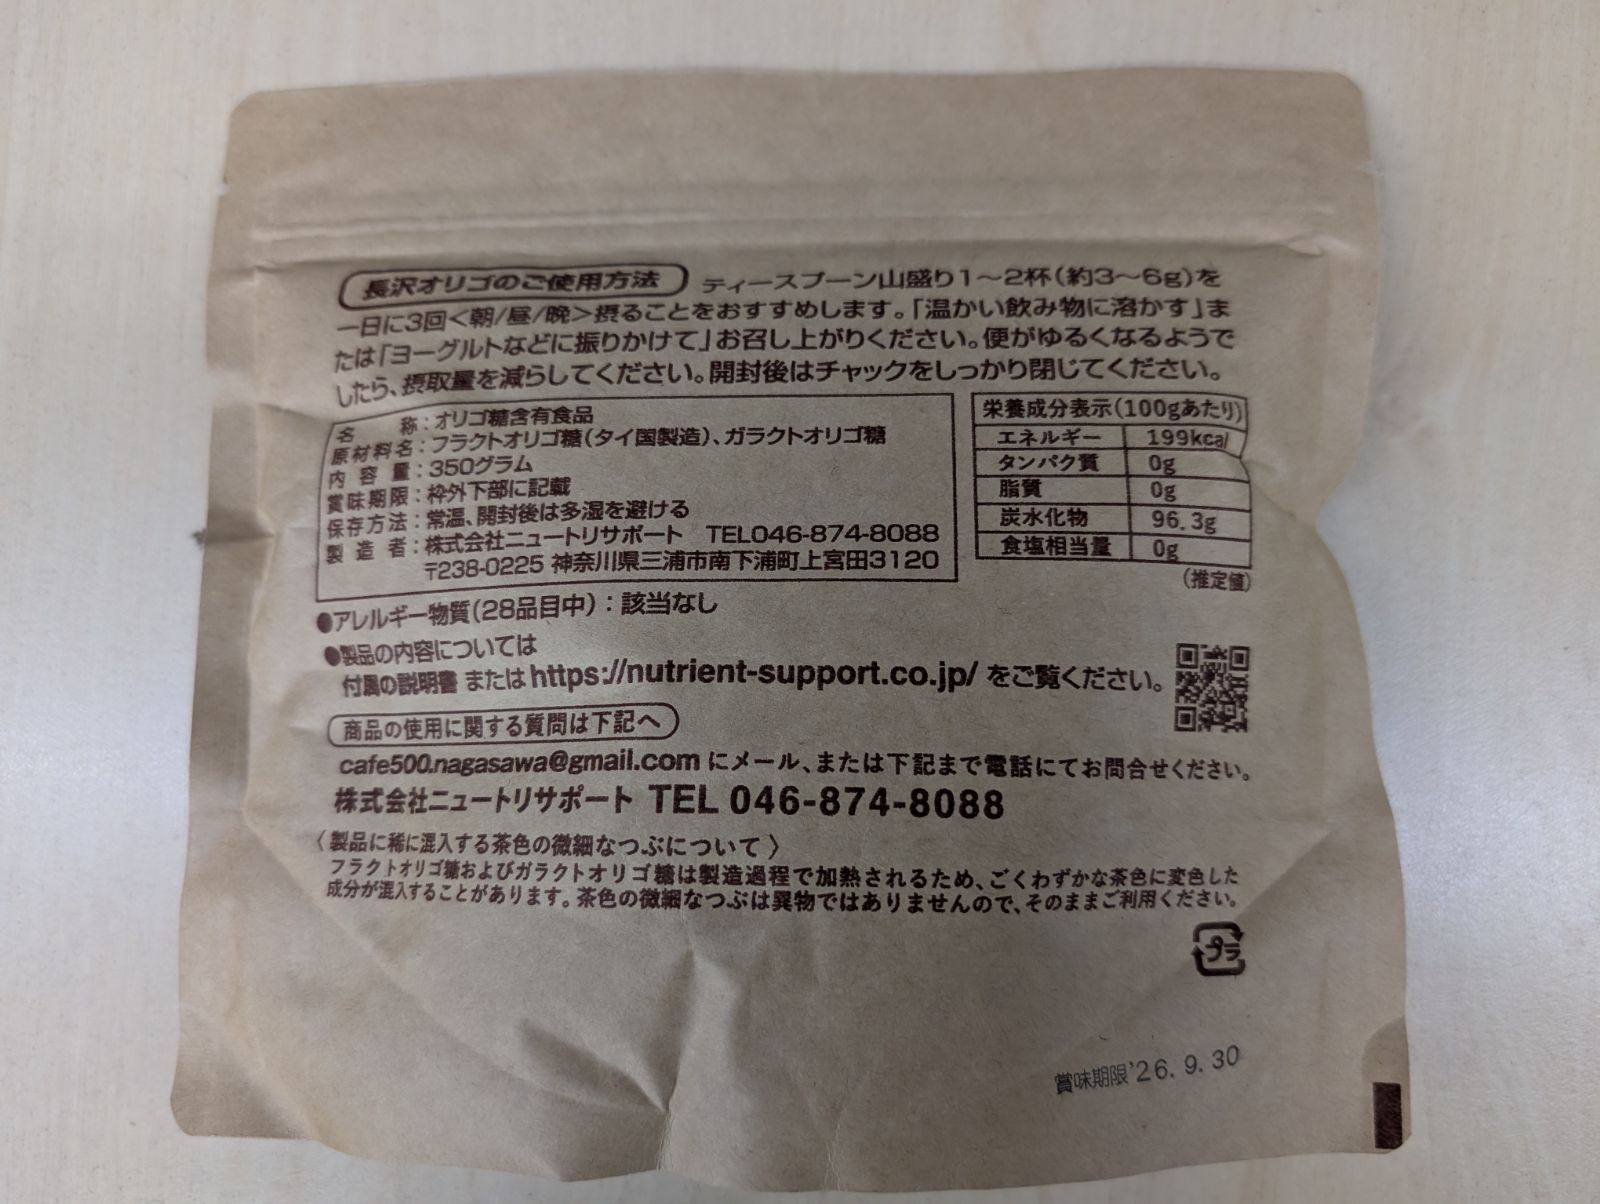 長沢オリゴのご使用方法 ティースプーン山盛り1～2杯(約3～6g)を
一日に3回<朝/昼/晩>摂ることをおすすめします。「温かい飲み物に溶かす」ま
たは「ヨーグルトなどに振りかけて」お召し上がりください。便がゆるくなるようで
したら、摂取量を減らしてください。開封後はチャックをしっかり閉じてください。
名称：オリゴ糖含有食品
原材料名：フラクトオリゴ糖(タイ国製造)、ガラクトオリゴ糖
内容量：350グラム
賞味期限：枠外下部に記載
保存方法：常温、開封後は多湿を避ける
製造者：株式会社ニュートリサポート TEL046-874-8088
〒238-0225 神奈川県三浦市南下浦町上宮田3120
栄養成分表示(100gあたり)
エネルギー 199kcal
タンパク質 0g
脂質 0g
炭水化物 96.3g
食塩相当量 0g
(推定値)
●アレルギー物質(28品目中)：該当なし
●製品の内容については
付属の説明書 または https://nutrient-support.co.jp/ をご覧ください。
商品の使用に関する質問は下記へ
cafe500.nagasawa@gmail.com にメール、または下記まで電話にてお問合せください。
株式会社ニュートリサポート TEL 046-874-8088
〈製品に稀に混入する茶色の微細なつぶについて〉
フラクトオリゴ糖およびガラクトオリゴ糖は製造過程で加熱されるため、ごくわずかな茶色に変色した
成分が混入することがあります。茶色の微細なつぶは異物ではありませんので、そのままご利用ください。
プラ
賞味期限'26.9.30